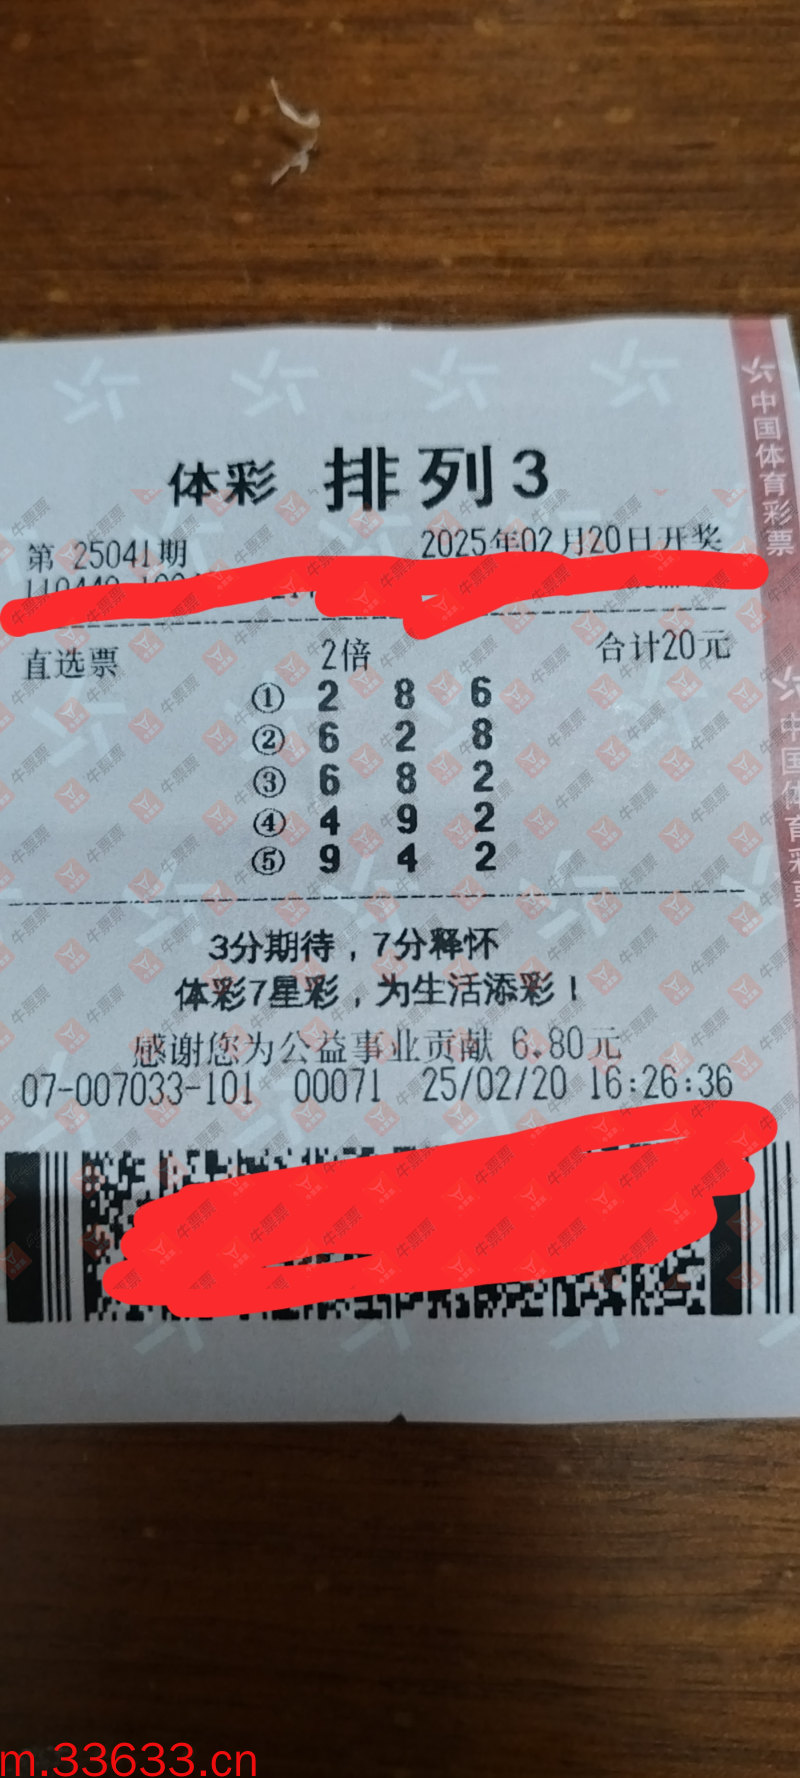 中国体育彩票
体彩 排列3
第 25041期 2025年02月20日开奖
直选票 2倍 合计20元
① 2 8 6
② 6 2 8
③ 6 8 2
④ 4 9 2
⑤ 9 4 2
中国体育彩票
3分期待，7分释怀
体彩7星彩，为生活添彩！
感谢您为公益事业贡献 6.80元
07-007033-101 00071 25/02/20 16:26:36
牛票票
m.33633.cn